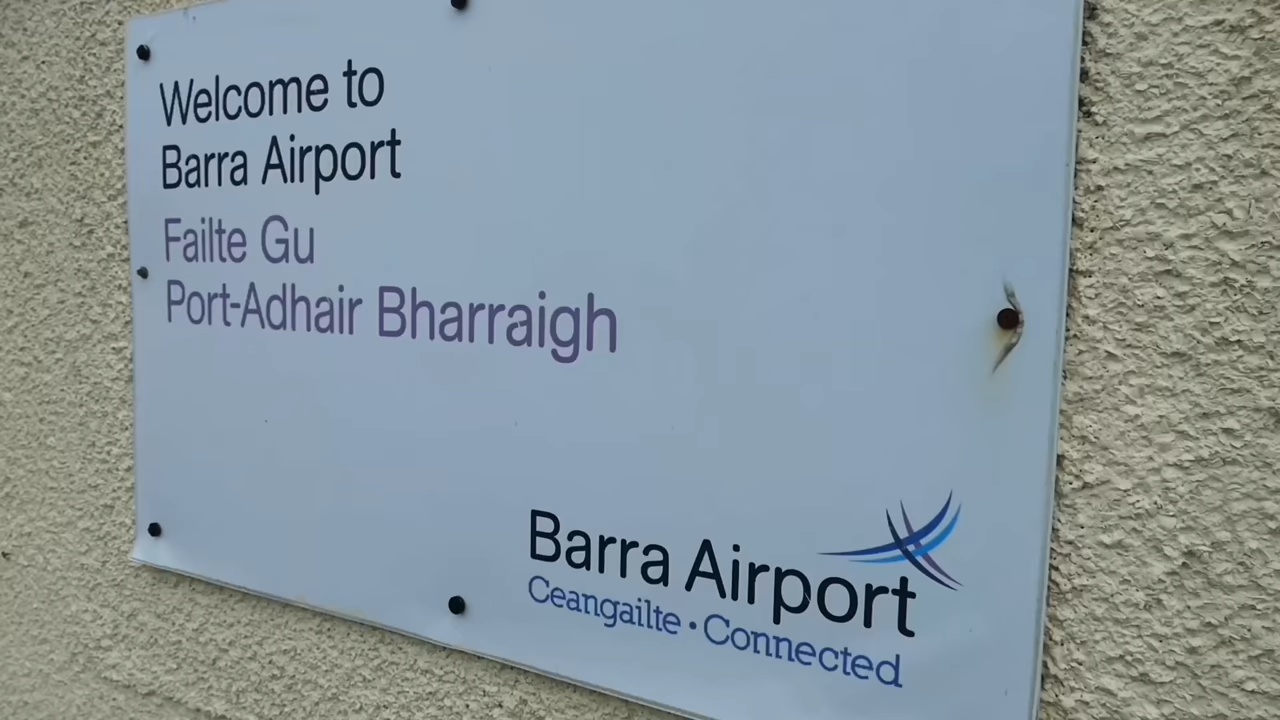 Welcome to
Barra Airport
Failte Gu
Port-Adhair Bharraigh
Barra Airport
Ceangailte • Connected